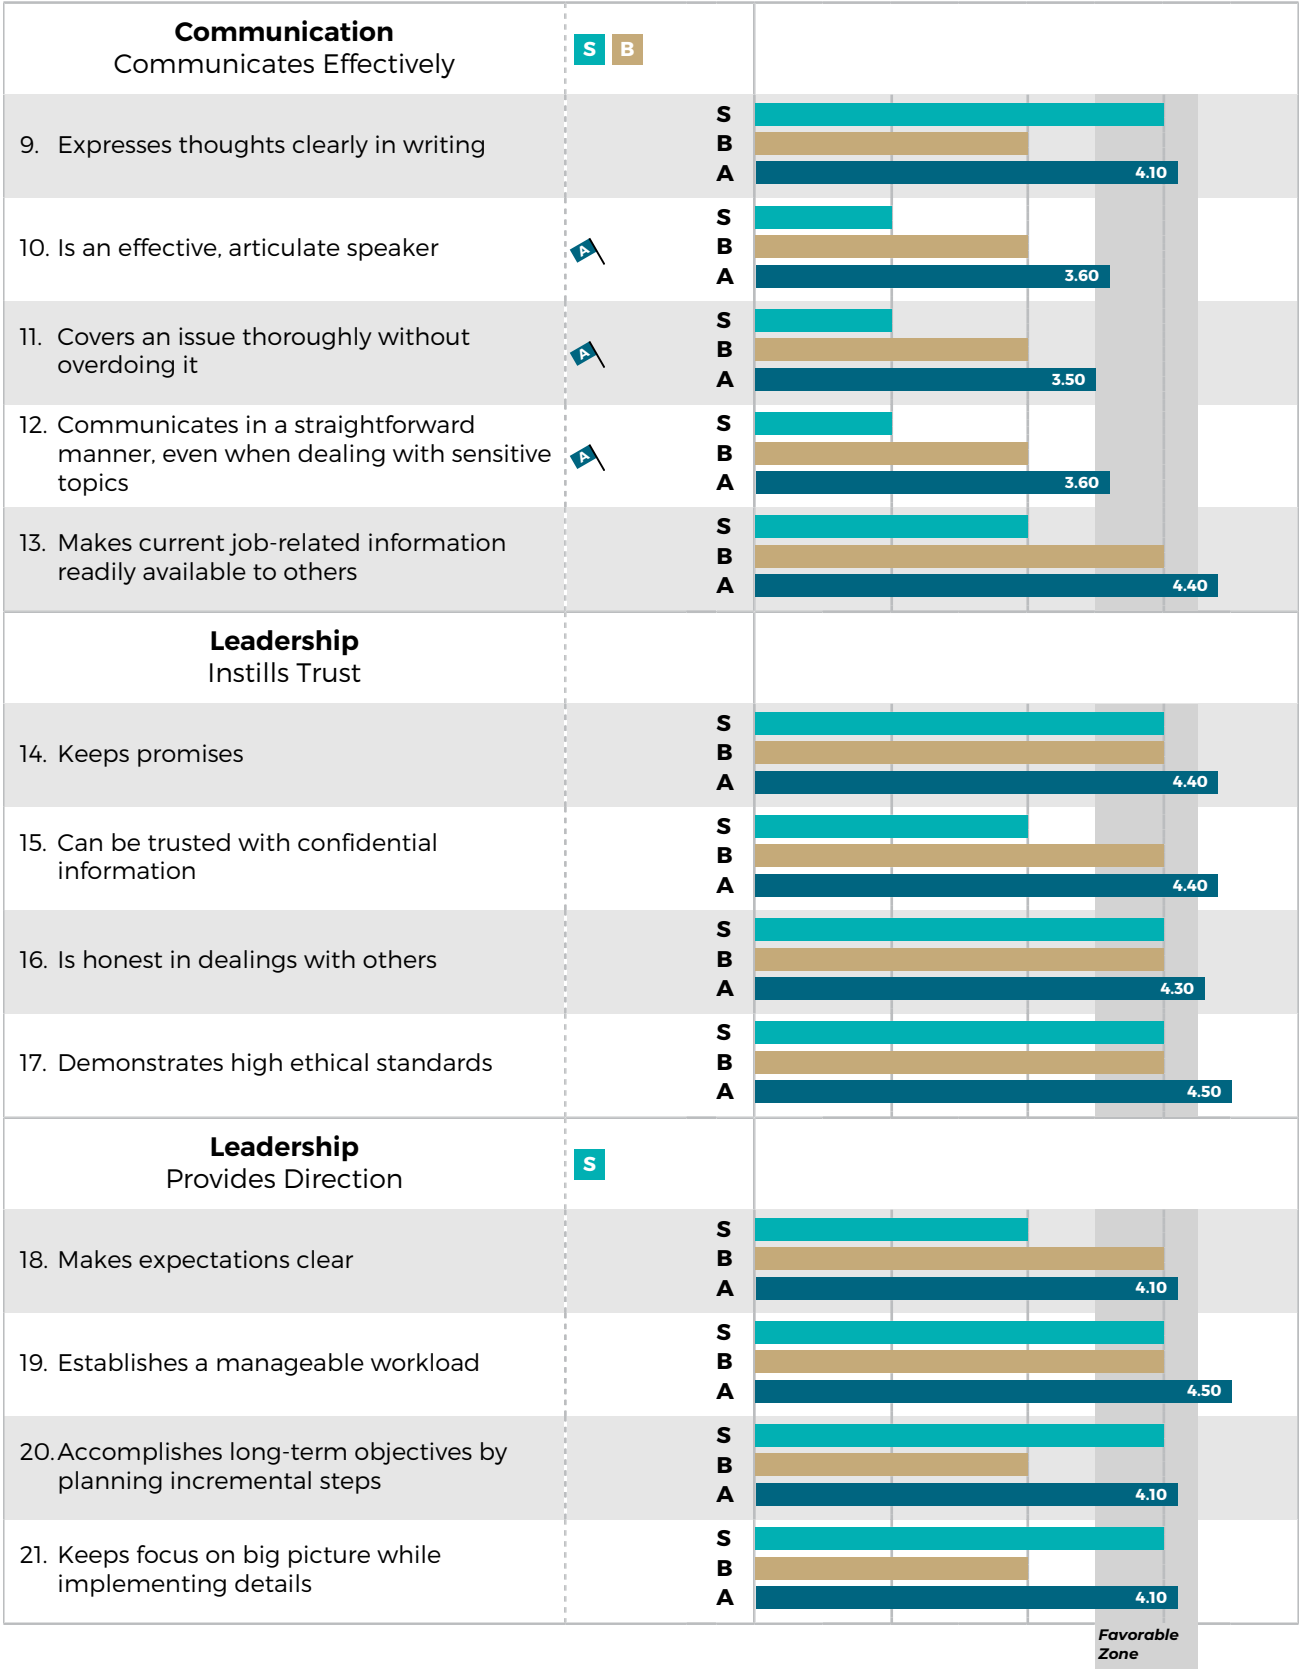 Communication
Communicates Effectively
S B
9. Expresses thoughts clearly in writing
S
B
A 4.10
10. Is an effective, articulate speaker
A
S
B
A 3.60
11. Covers an issue thoroughly without
overdoing it
A
S
B
A 3.50
12. Communicates in a straightforward
manner, even when dealing with sensitive
topics
A
S
B
A 3.60
13. Makes current job-related information
readily available to others
S
B
A 4.40
Leadership
Instills Trust
14. Keeps promises
S
B
A 4.40
15. Can be trusted with confidential
information
S
B
A 4.40
16. Is honest in dealings with others
S
B
A 4.30
17. Demonstrates high ethical standards
S
B
A 4.50
Leadership
Provides Direction
S
18. Makes expectations clear
S
B
A 4.10
19. Establishes a manageable workload
S
B
A 4.50
20. Accomplishes long-term objectives by
planning incremental steps
S
B
A 4.10
21. Keeps focus on big picture while
implementing details
S
B
A 4.10
Favorable
Zone